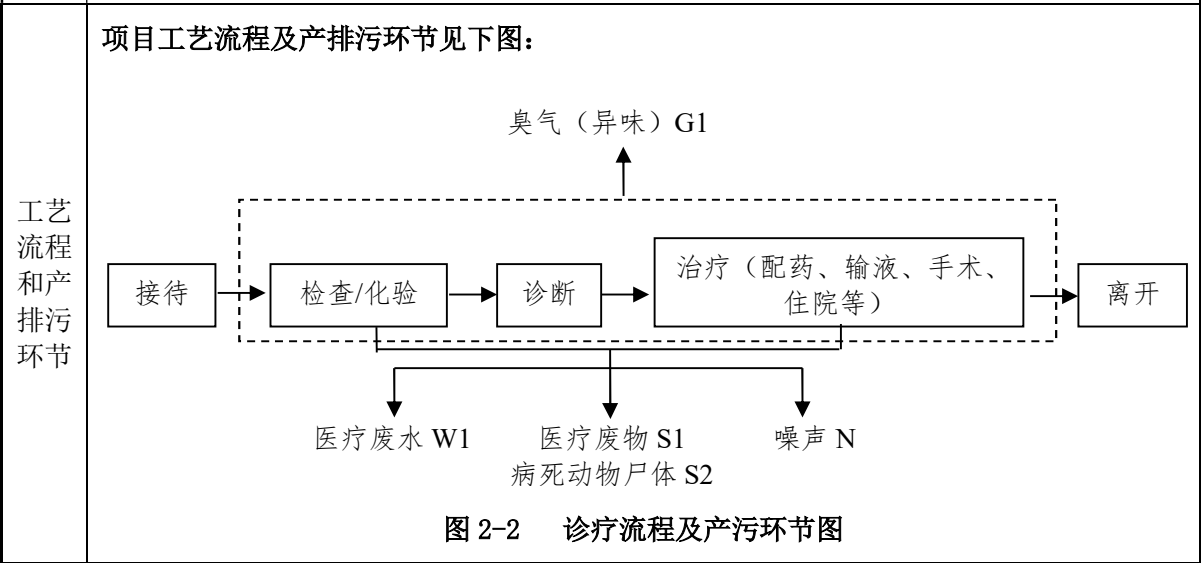 工艺
流程
和产
排污
环节
项目工艺流程及产排污环节见下图：
臭气（异味）G1
接待
检查/化验
诊断
治疗（配药、输液、手术、
住院等）
离开
医疗废水 W1
医疗废物 S1
病死动物尸体 S2
噪声 N
图 2-2 诊疗流程及产污环节图